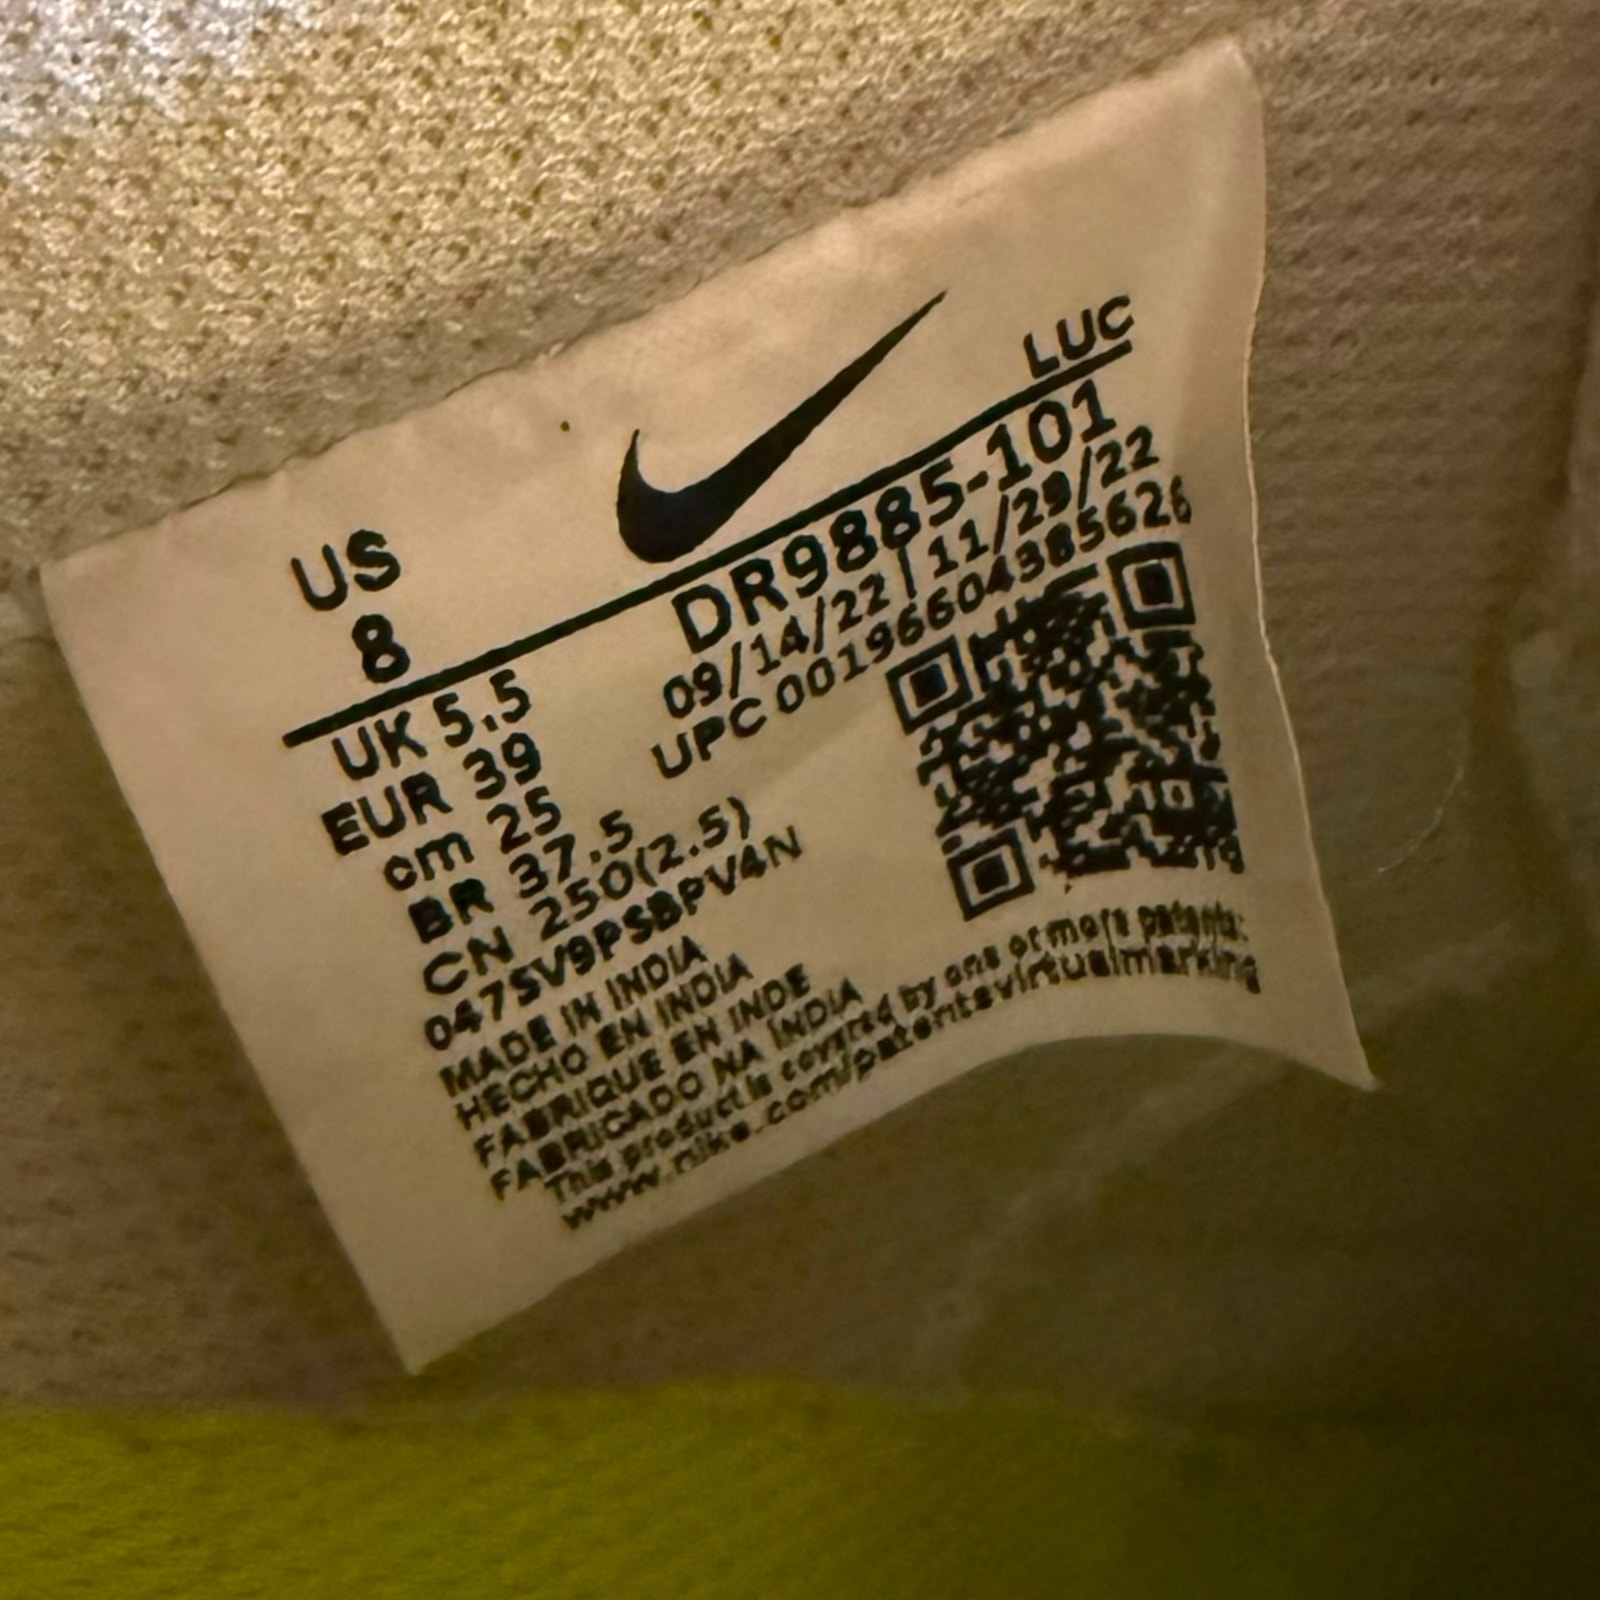 US
8
LUC
UK 5.5
EUR 39
cm 25
BR 37.5
CN 250(2.5)
DR9885-101
09/14/22 | 11/29/22
UPC 00196604385626
0475V9PSBPV4N
MADE IN INDIA
HECHO EN INDIA
FABRIQUE EN INDE
FABRICADO NA INDIA
This product is covered by one or more patents:
www.nike.com/patentsvirtualmarking